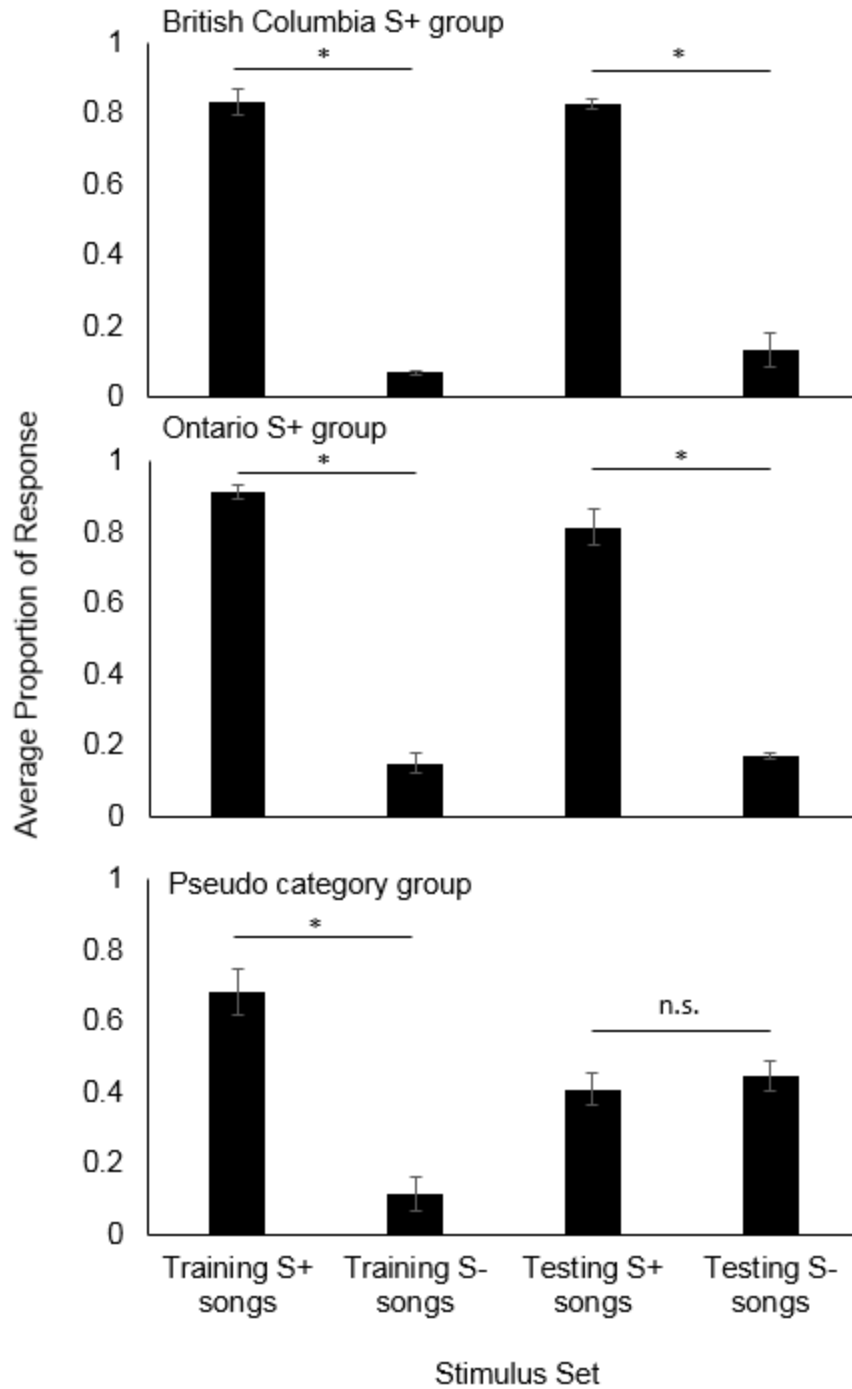 British Columbia S+ group
1
0.8
0.6
0.4
0.2
0
*
*
Ontario S+ group
1
0.8
0.6
0.4
0.2
0
*
*
Pseudo category group
1
0.8
0.6
0.4
0.2
0
*
n.s.
Average Proportion of Response
Training S+
songs
Training S-
songs
Testing S+
songs
Testing S-
songs
Stimulus Set